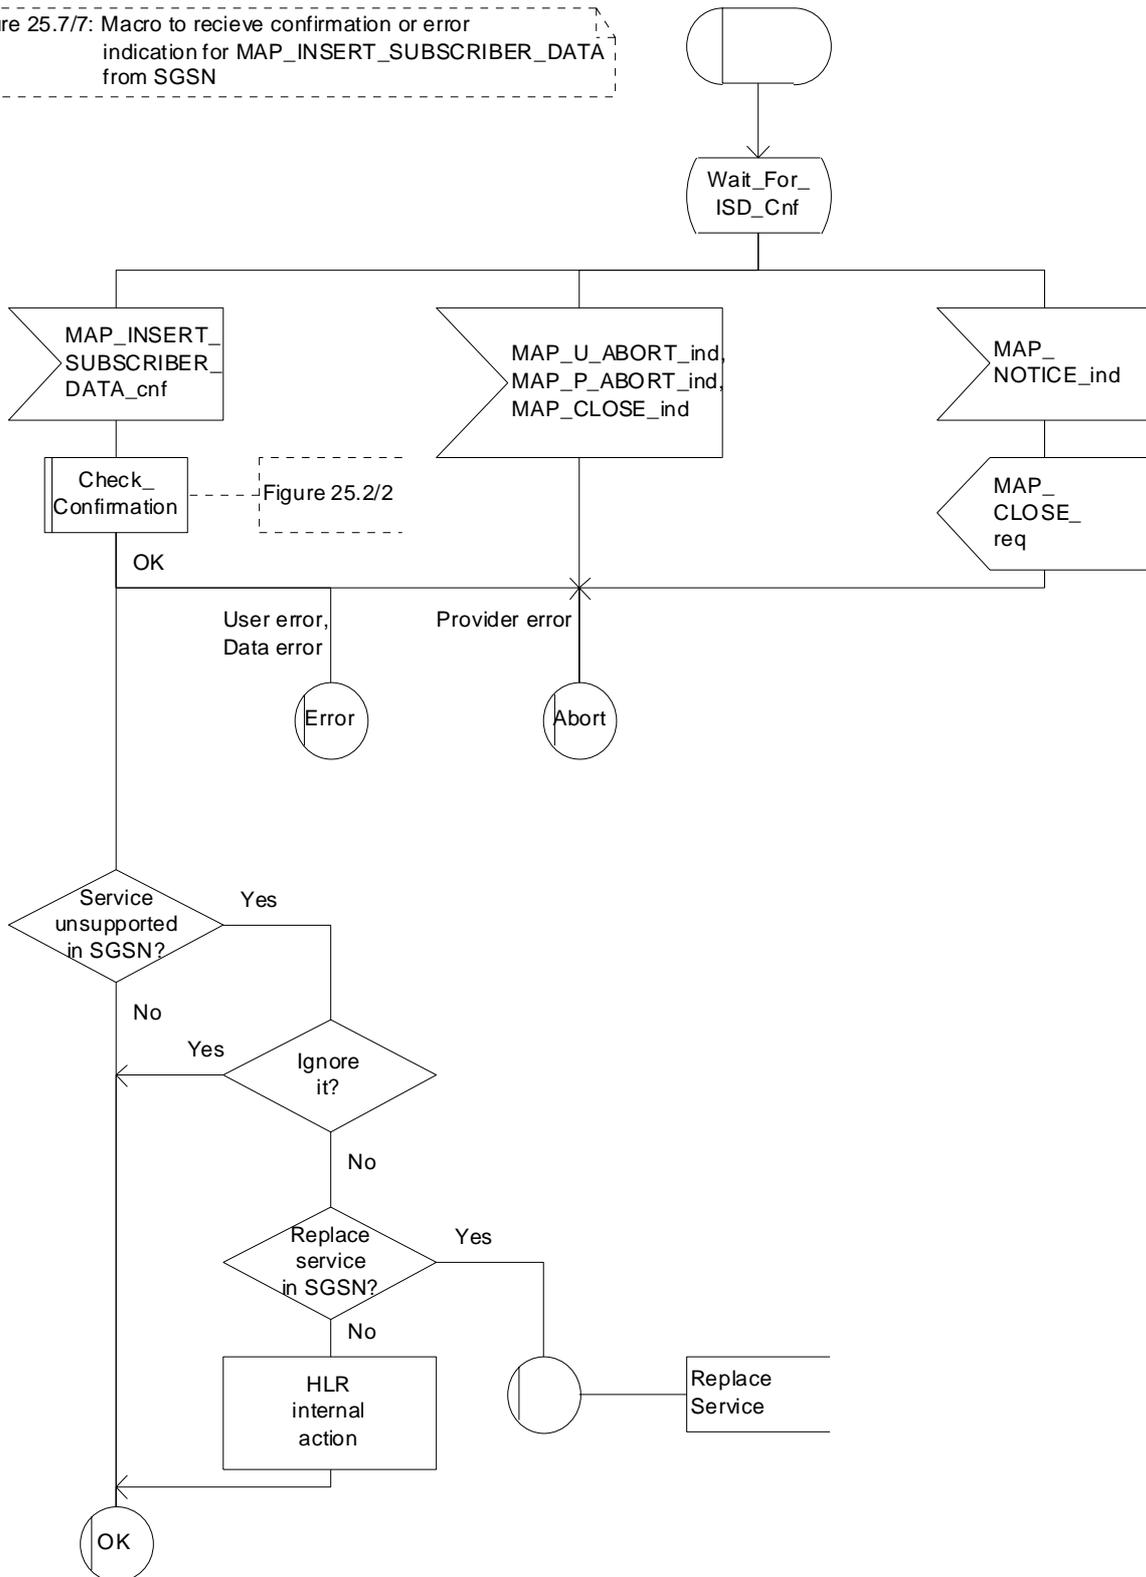 re 25.7/7: Macro to recieve confirmation or error
indication for MAP_INSERT_SUBSCRIBER_DATA
from SGSN
Wait_For_
ISD_Cnf
MAP_INSERT_
SUBSCRIBER_
DATA_cnf
MAP_U_ABORT_ind,
MAP_P_ABORT_ind,
MAP_CLOSE_ind
MAP_
NOTICE_ind
Check_
Confirmation
Figure 25.2/2
MAP_
CLOSE_
req
OK
User error,
Data error
Provider error
Error
Abort
Service
unsupported
in SGSN?
Yes
No
Yes
Ignore
it?
No
Replace
service
in SGSN?
Yes
No
HLR
internal
action
Replace
Service
OK